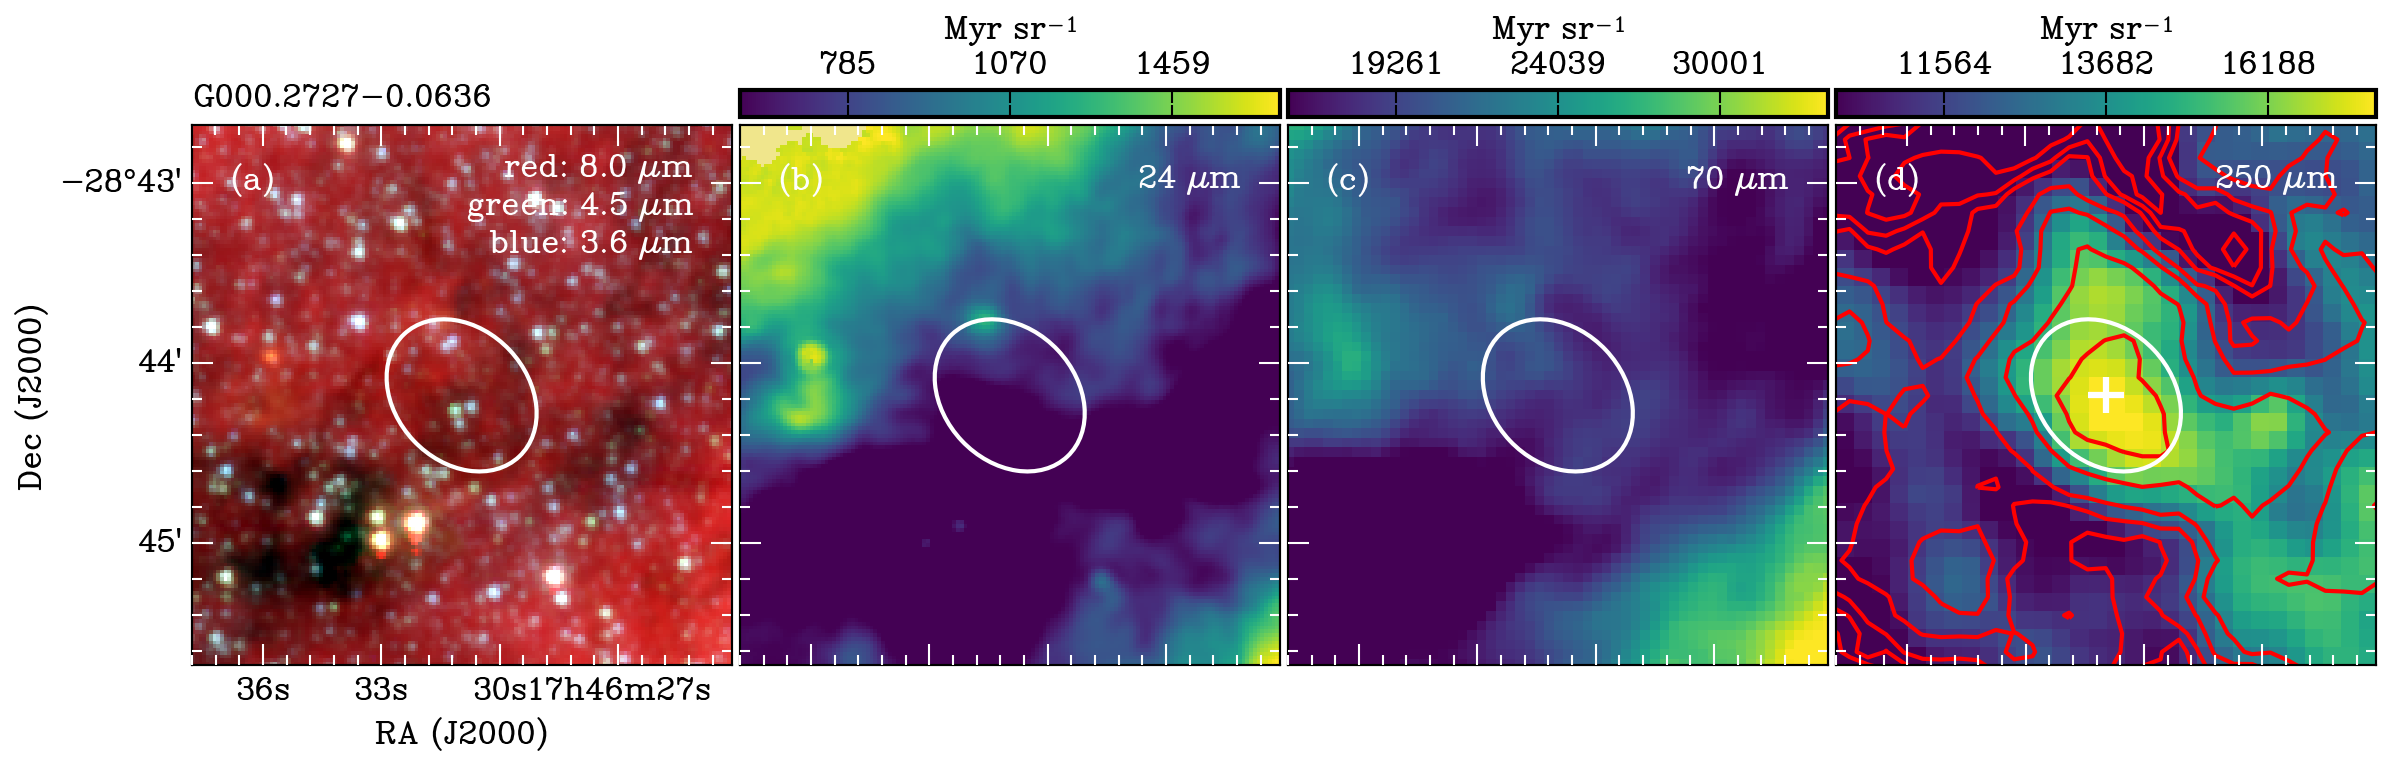 G000.2727−0.0636
(a)
red: 8.0 μm
green: 4.5 μm
blue: 3.6 μm
−28°43'
44'
45'
Dec (J2000)
36s 33s 30s17h46m27s
RA (J2000)
Myr sr⁻¹
785 1070 1459
(b) 24 μm
Myr sr⁻¹
19261 24039 30001
(c) 70 μm
Myr sr⁻¹
11564 13682 16188
(d) 250 μm